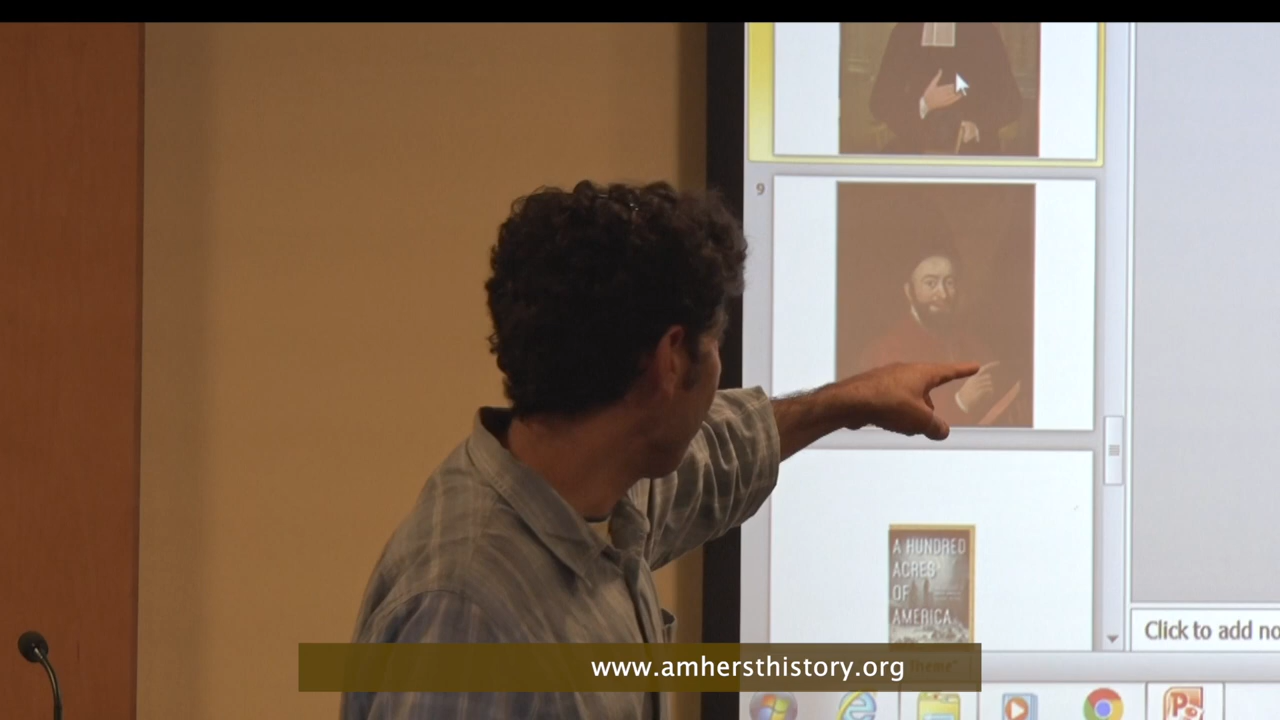 9
A HUNDRED
ACRES
OF
AMERICA
Click to add no
www.amhersthistory.org